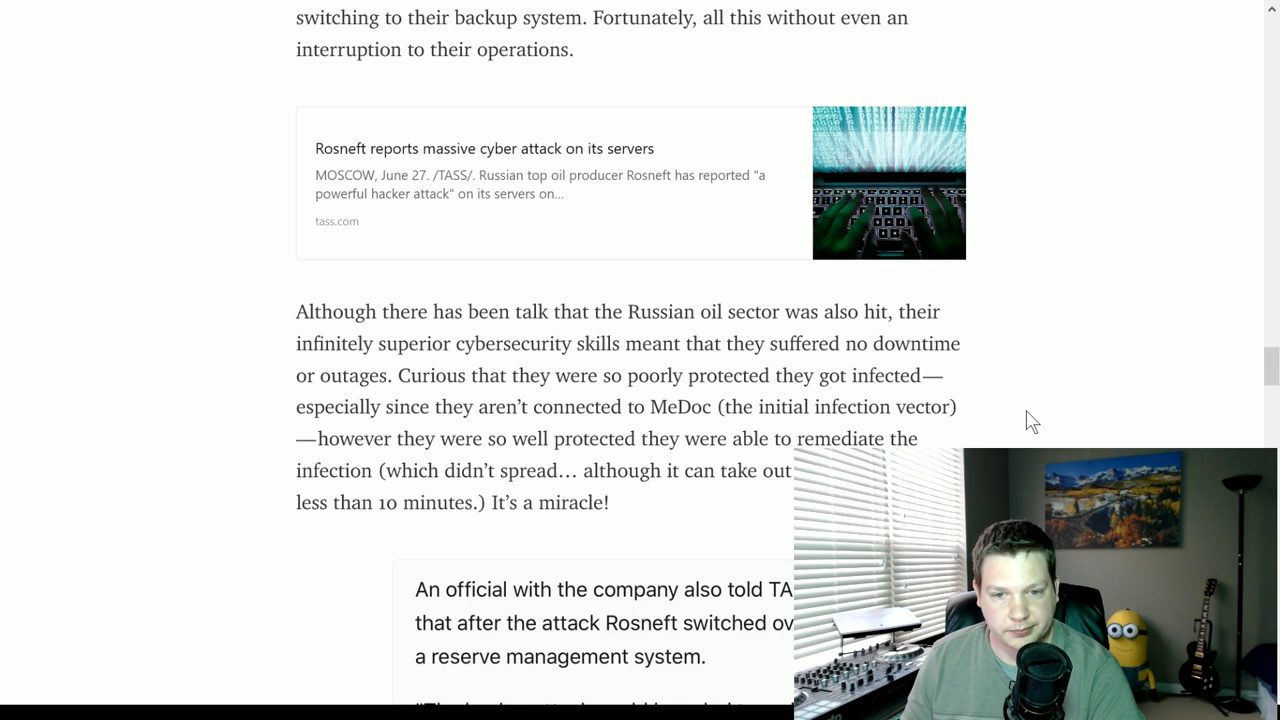 switching to their backup system. Fortunately, all this without even an
interruption to their operations.
Rosneft reports massive cyber attack on its servers
MOSCOW, June 27. /TASS/. Russian top oil producer Rosneft has reported "a
powerful hacker attack" on its servers on...
tass.com
Although there has been talk that the Russian oil sector was also hit, their
infinitely superior cybersecurity skills meant that they suffered no downtime
or outages. Curious that they were so poorly protected they got infected—
especially since they aren’t connected to MeDoc (the initial infection vector)
—however they were so well protected they were able to remediate the
infection (which didn’t spread… although it can take out
less than 10 minutes.) It’s a miracle!
An official with the company also told TA
that after the attack Rosneft switched ov
a reserve management system.